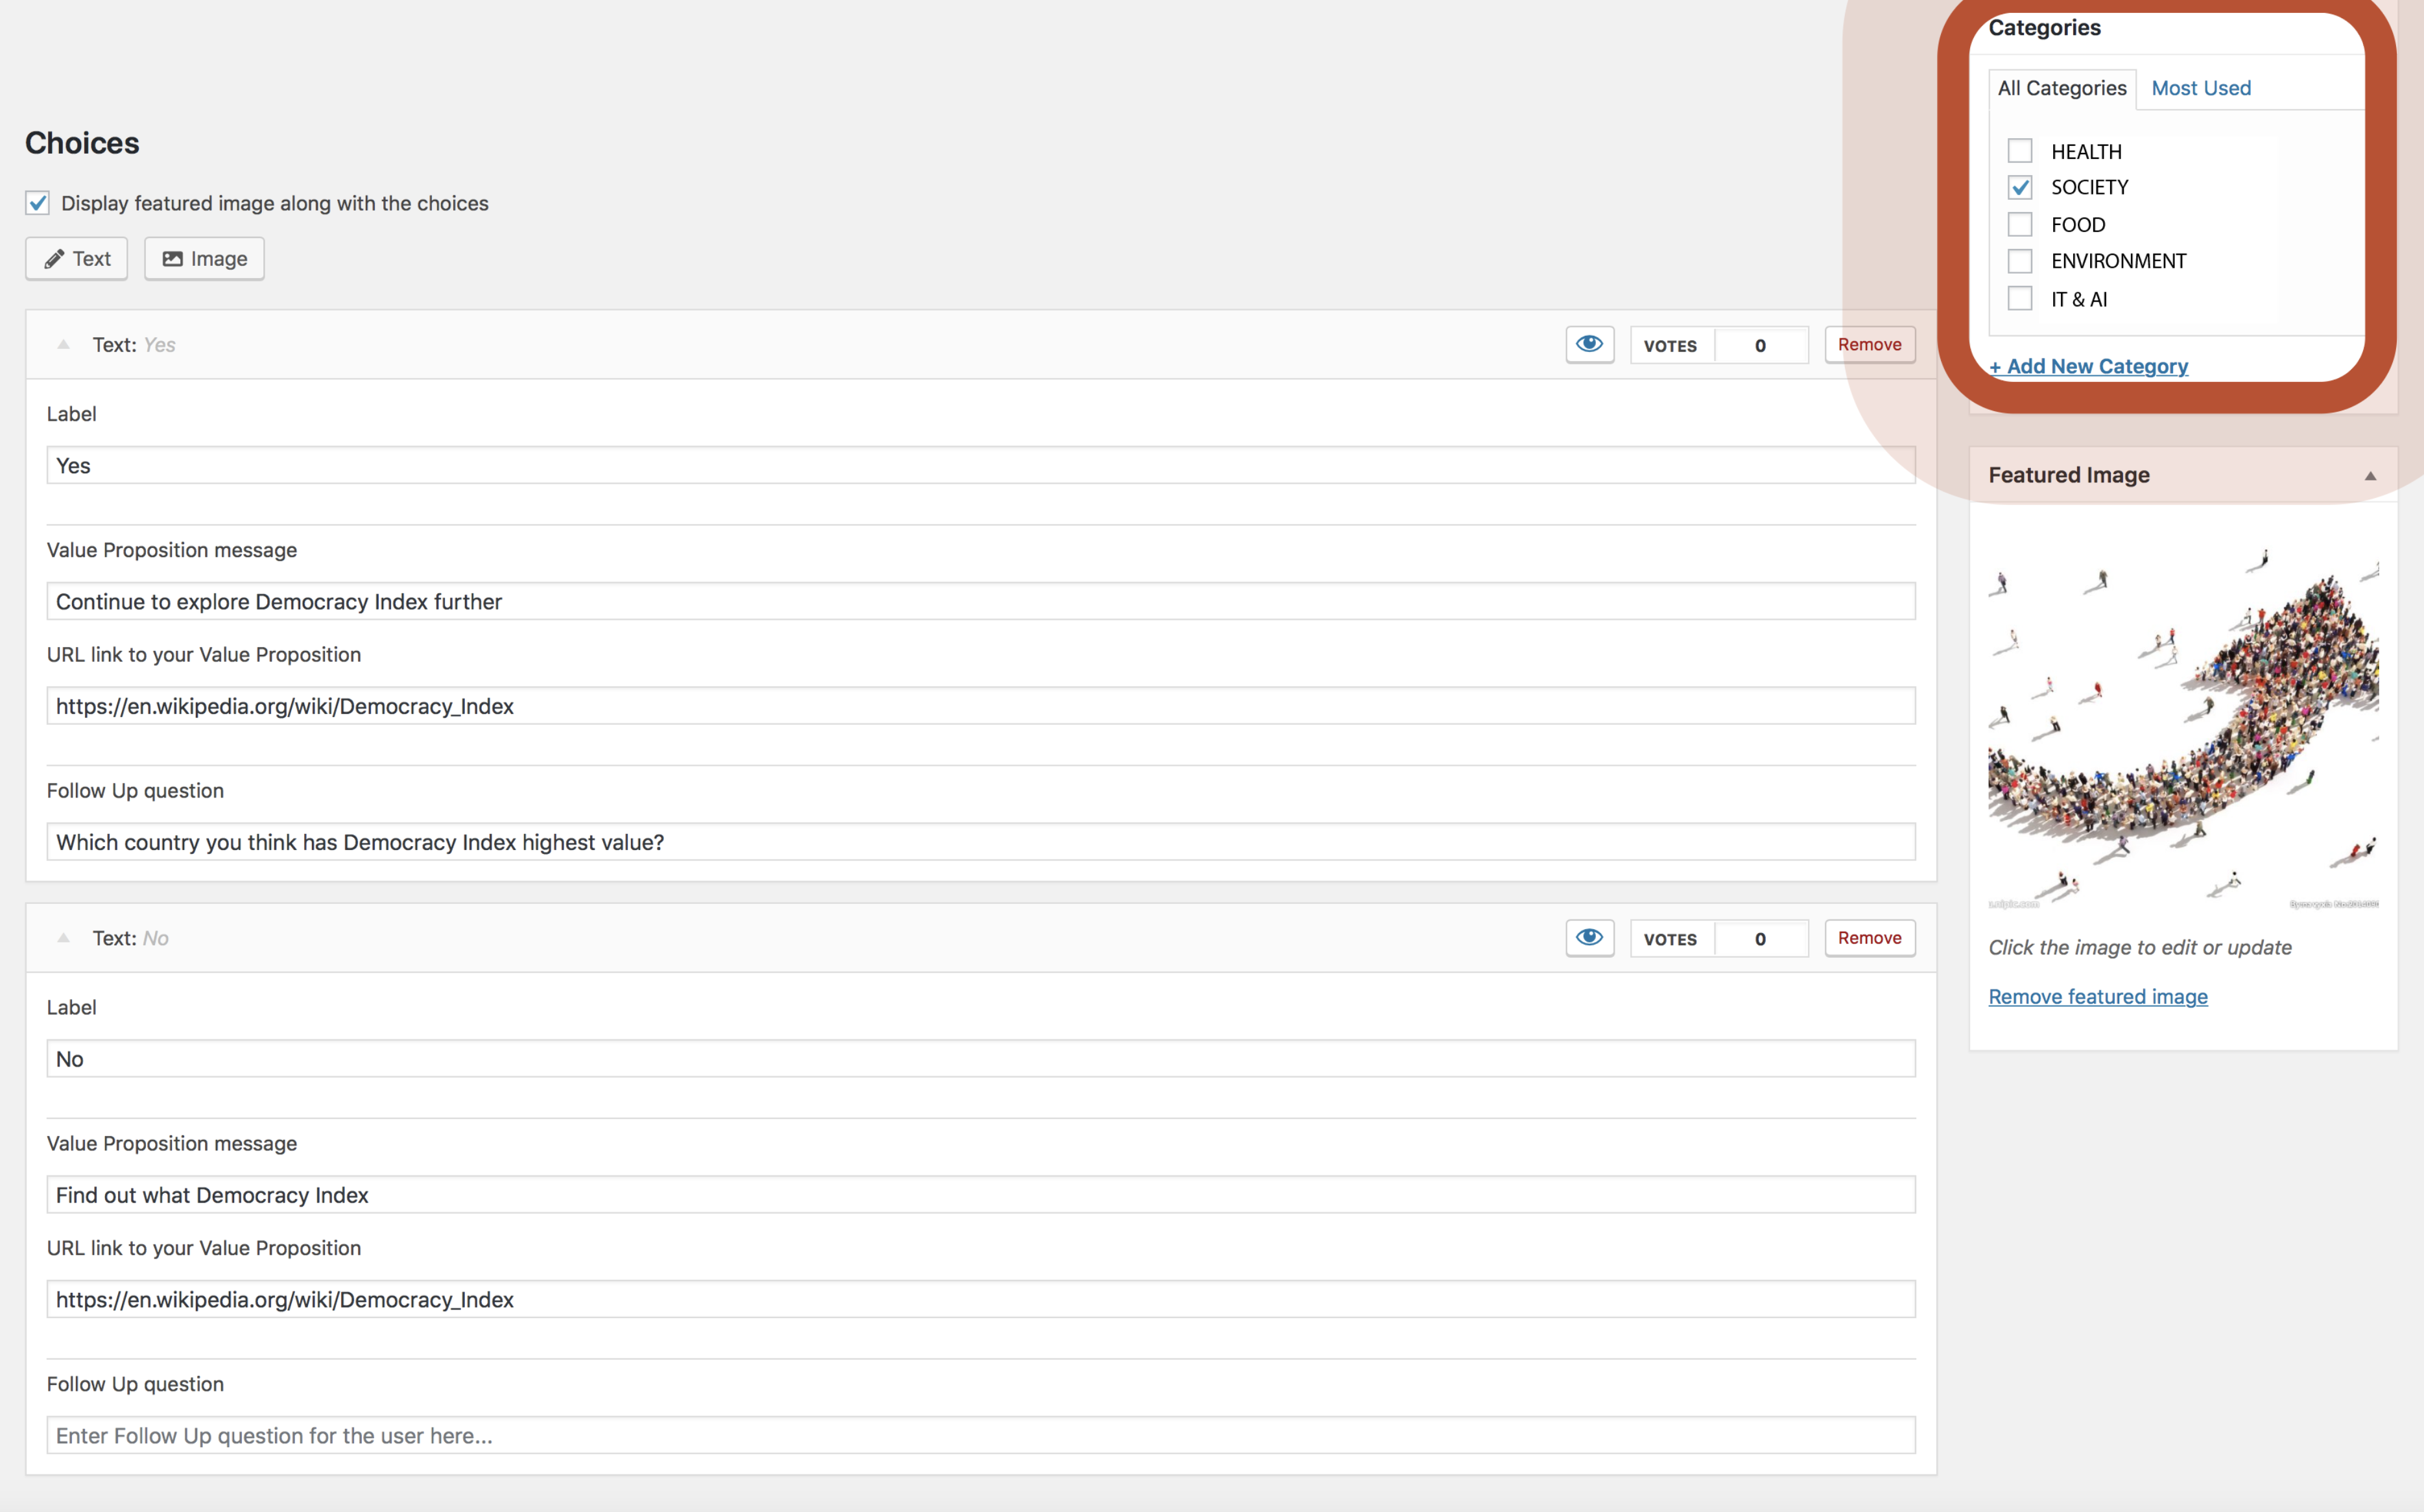 Categories
All Categories Most Used
HEALTH
SOCIETY
FOOD
ENVIRONMENT
IT & AI
+ Add New Category
Choices
Display featured image along with the choices
Text Image
Text: Yes VOTES 0 Remove
Label
Yes
Value Proposition message
Continue to explore Democracy Index further
URL link to your Value Proposition
https://en.wikipedia.org/wiki/Democracy_Index
Follow Up question
Which country you think has Democracy Index highest value?
Text: No VOTES 0 Remove
Label
No
Value Proposition message
Find out what Democracy Index
URL link to your Value Proposition
https://en.wikipedia.org/wiki/Democracy_Index
Follow Up question
Enter Follow Up question for the user here...
Featured Image
Click the image to edit or update
Remove featured image